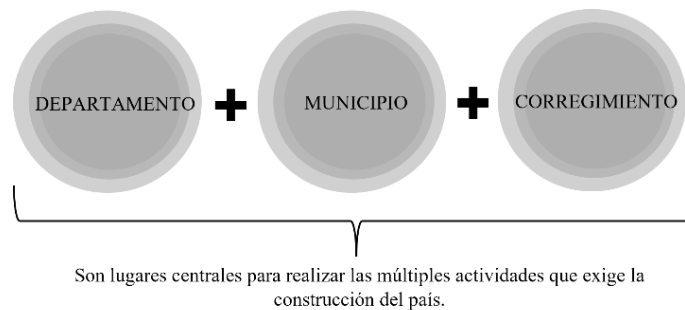 DEPARTAMENTO + MUNICIPIO + CORREGIMIENTO
Son lugares centrales para realizar las múltiples actividades que exige la
construcción del país.